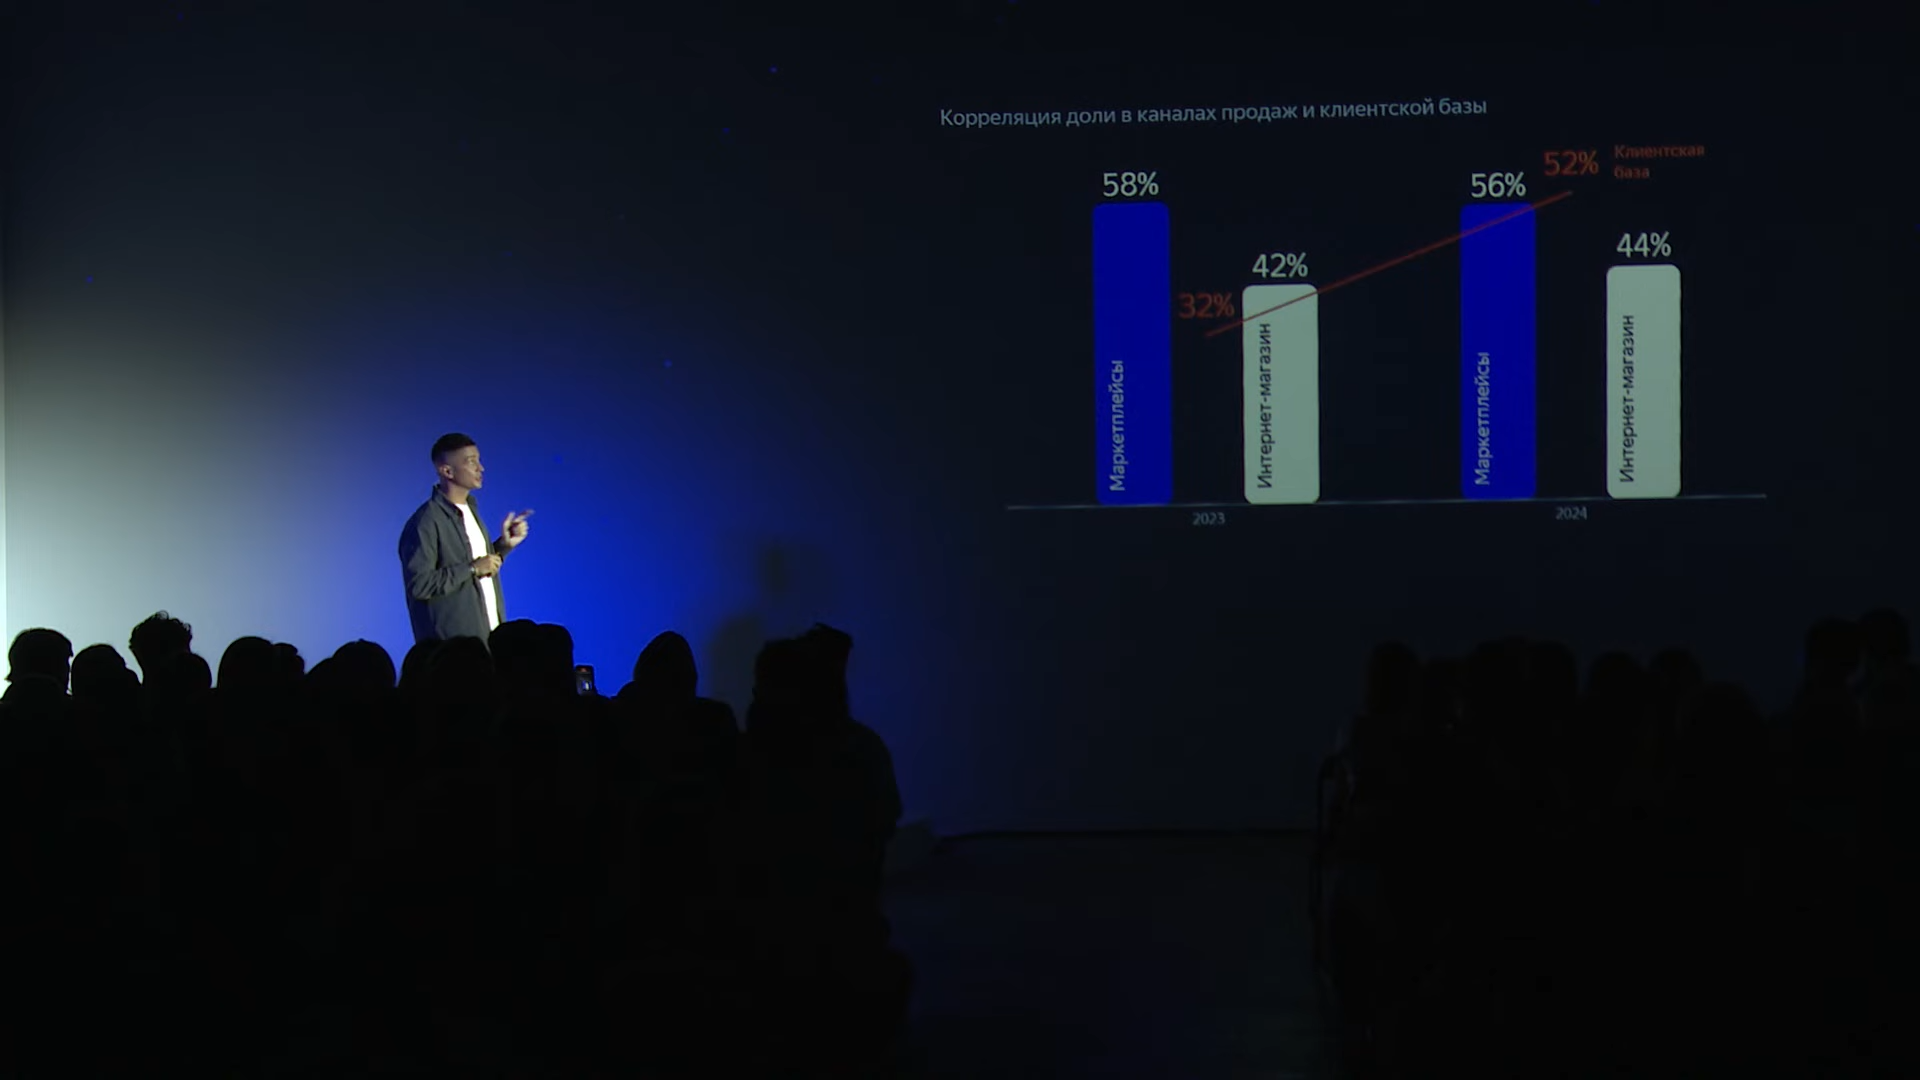 Корреляция доли в каналах продаж и клиентской базы
58%
42%
32%
56%
44%
52%
Клиентская
база
Маркетплейсы
Интернет-магазин
Маркетплейсы
Интернет-магазин
2023
2024